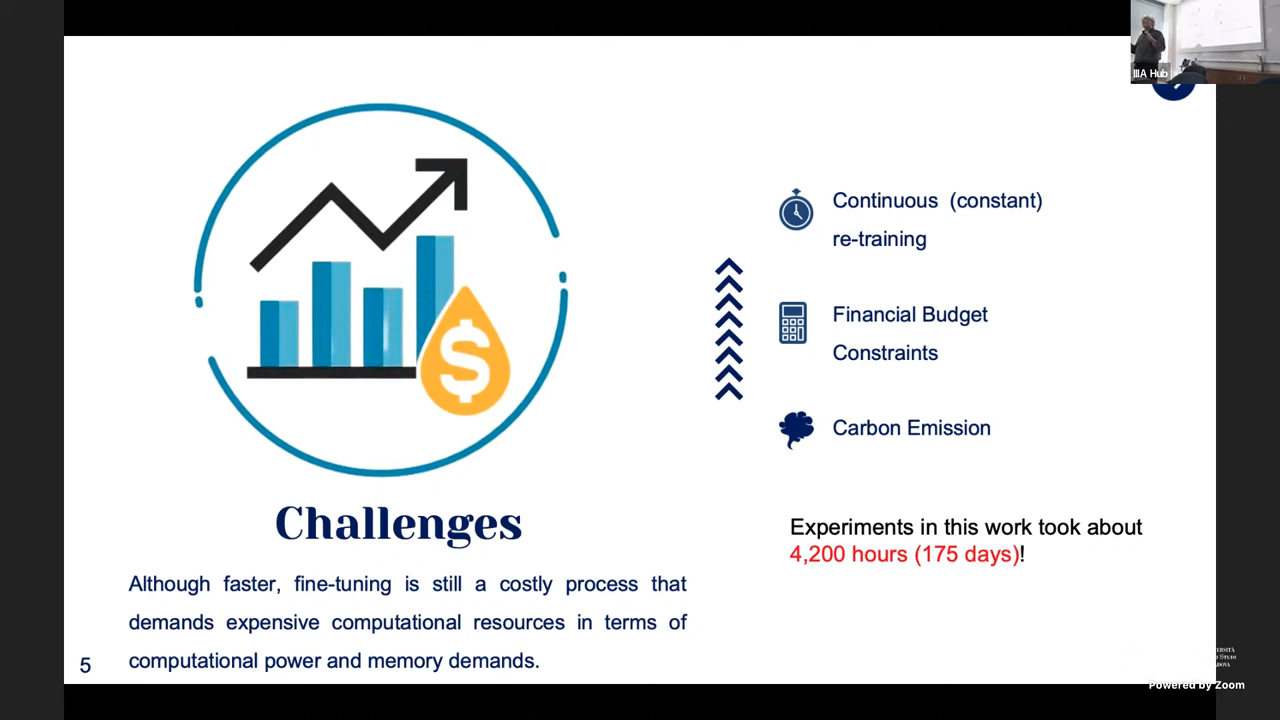 IIIA Hub
Continuous (constant)
re-training
Financial Budget
Constraints
Carbon Emission
$
Challenges
Experiments in this work took about
4,200 hours (175 days)!
Although faster, fine-tuning is still a costly process that
demands expensive computational resources in terms of
computational power and memory demands.
5
Powered by Zoom